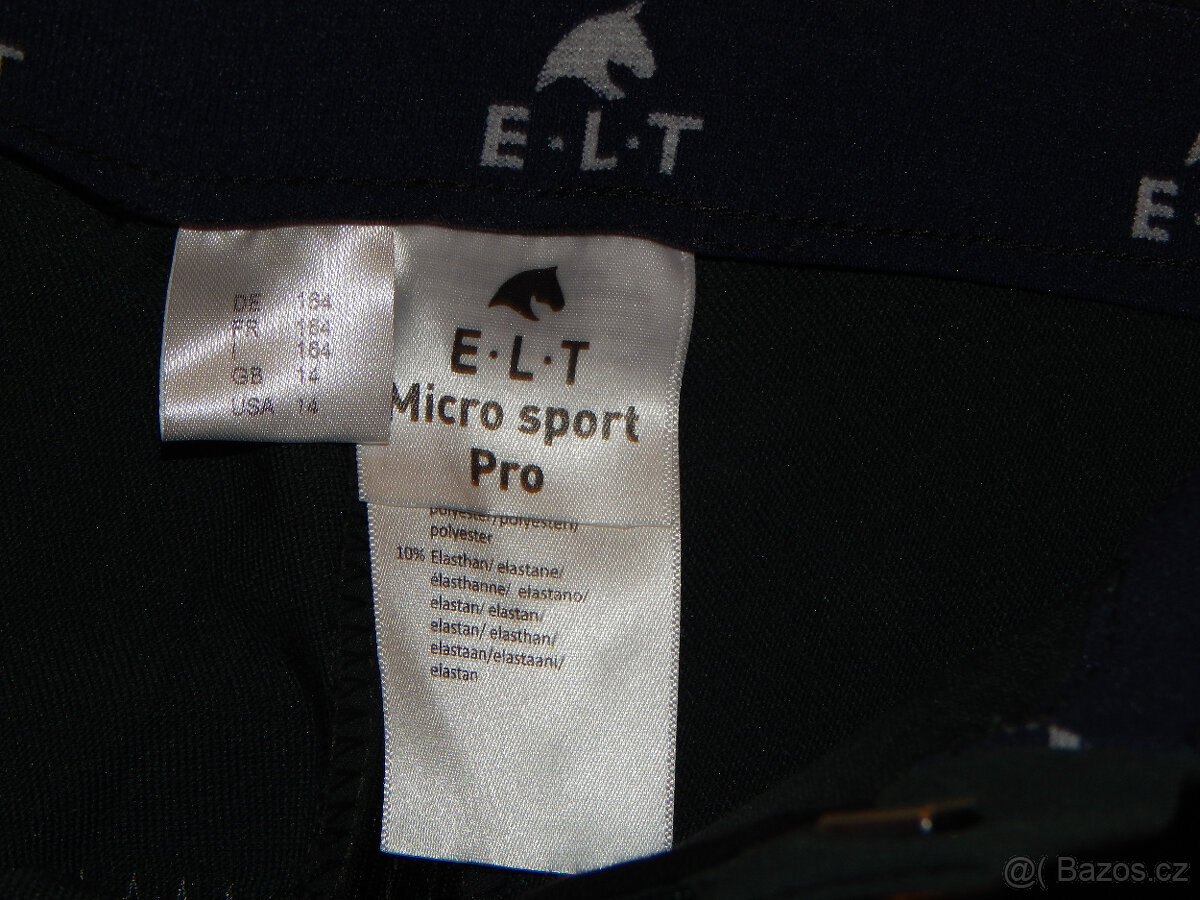 E·L·T
E
DE 164
FR 164
I 164
GB 14
USA 14
E·L·T
Micro sport
Pro
polyester/polyesteri/
polyester
10% Elasthan/ elastane/
élasthanne/ elastano/
elastan/ elastan/
elastan/ elasthan/
elastaan/elastaani/
elastan
@( Bazos.cz